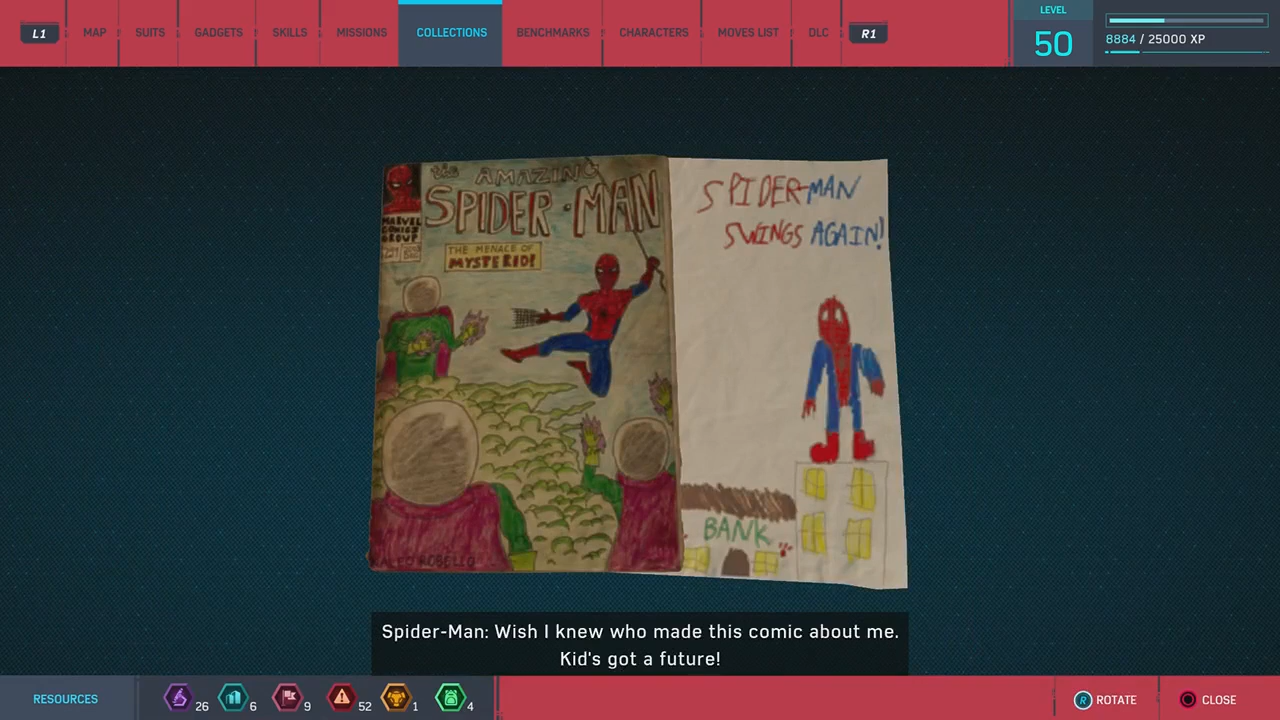 L1
MAP
SUITS
GADGETS
SKILLS
MISSIONS
COLLECTIONS
BENCHMARKS
CHARACTERS
MOVES LIST
DLC
R1
LEVEL
50
8884 / 25000 XP
the AMAZING
SPIDER-MAN
MARVEL
COMICS
GROUP
THE MENACE OF
MYSTERIO!
SPIDER-MAN
SWINGS AGAIN!
BANK
Spider-Man: Wish I knew who made this comic about me.
Kid's got a future!
RESOURCES
26
6
9
52
1
4
R ROTATE
CLOSE